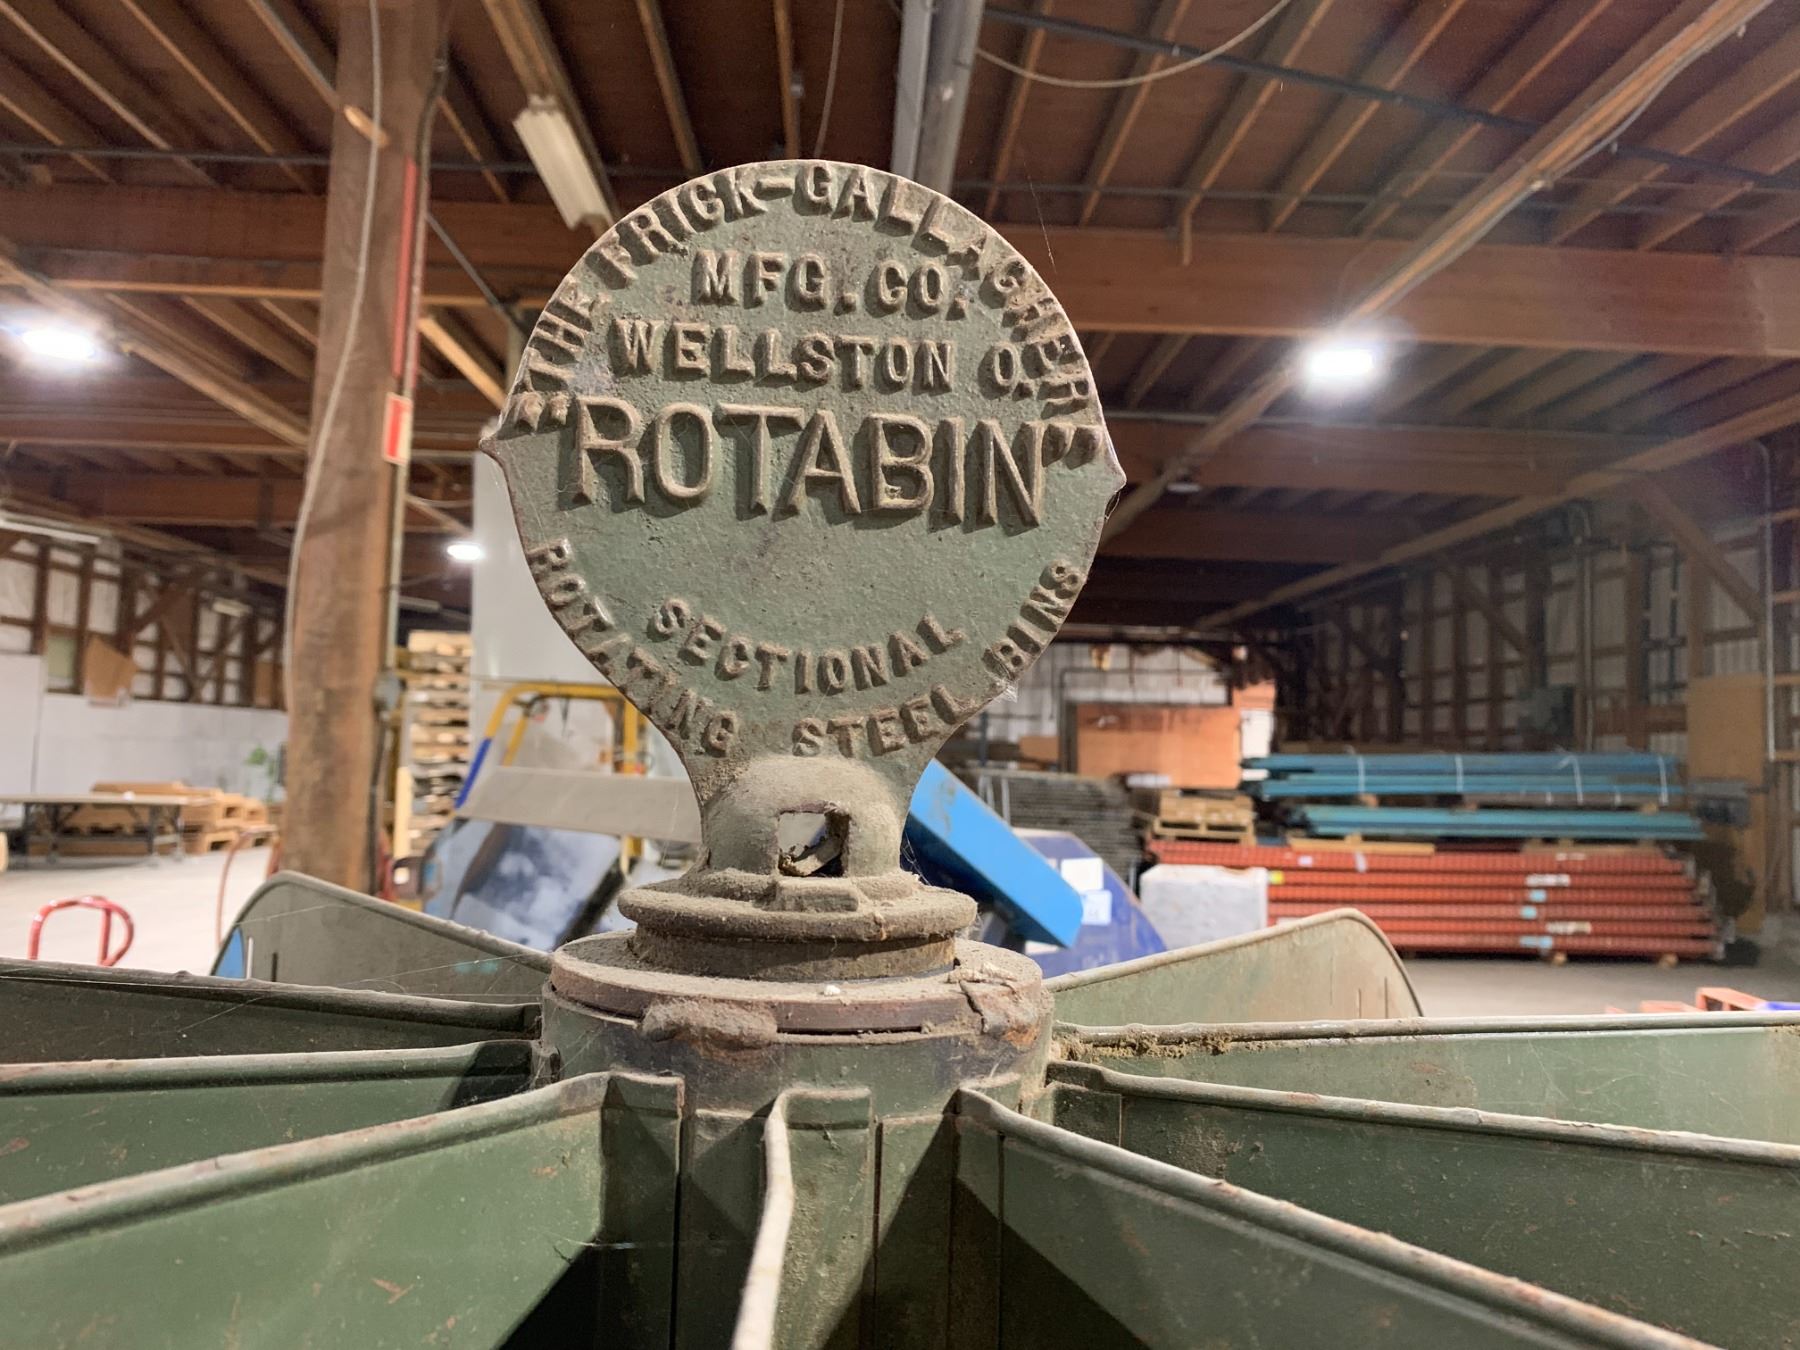 THE FRICK-GALLAGHER
MFG. CO.
WELLSTON O.
"ROTABIN"
SECTIONAL
ROTATING STEEL BINS